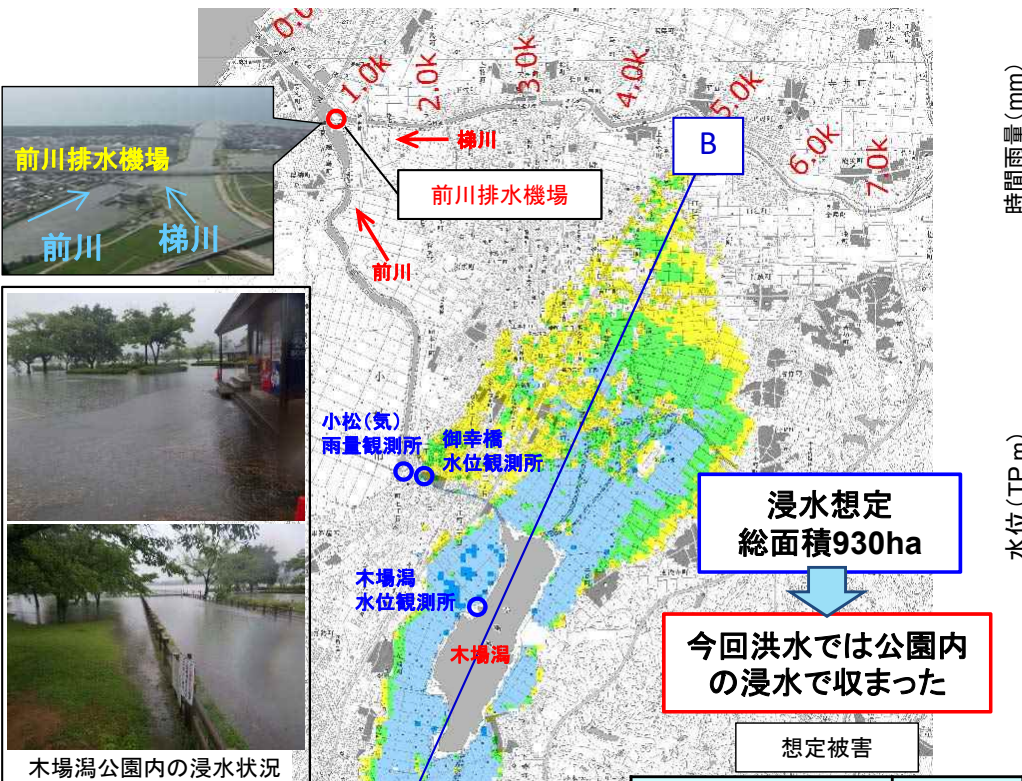 0.0
1.0k
2.0k
3.0k
4.0k
5.0k
6.0k
7.0k
B
梯川
前川排水機場
前川排水機場
前川
梯川
前川
小松(気)
雨量観測所
御幸橋
水位観測所
木場潟
水位観測所
木場潟
浸水想定
総面積930ha
今回洪水では公園内
の浸水で収まった
想定被害
木場潟公園内の浸水状況
時間雨量(mm)
水位(TP.m)